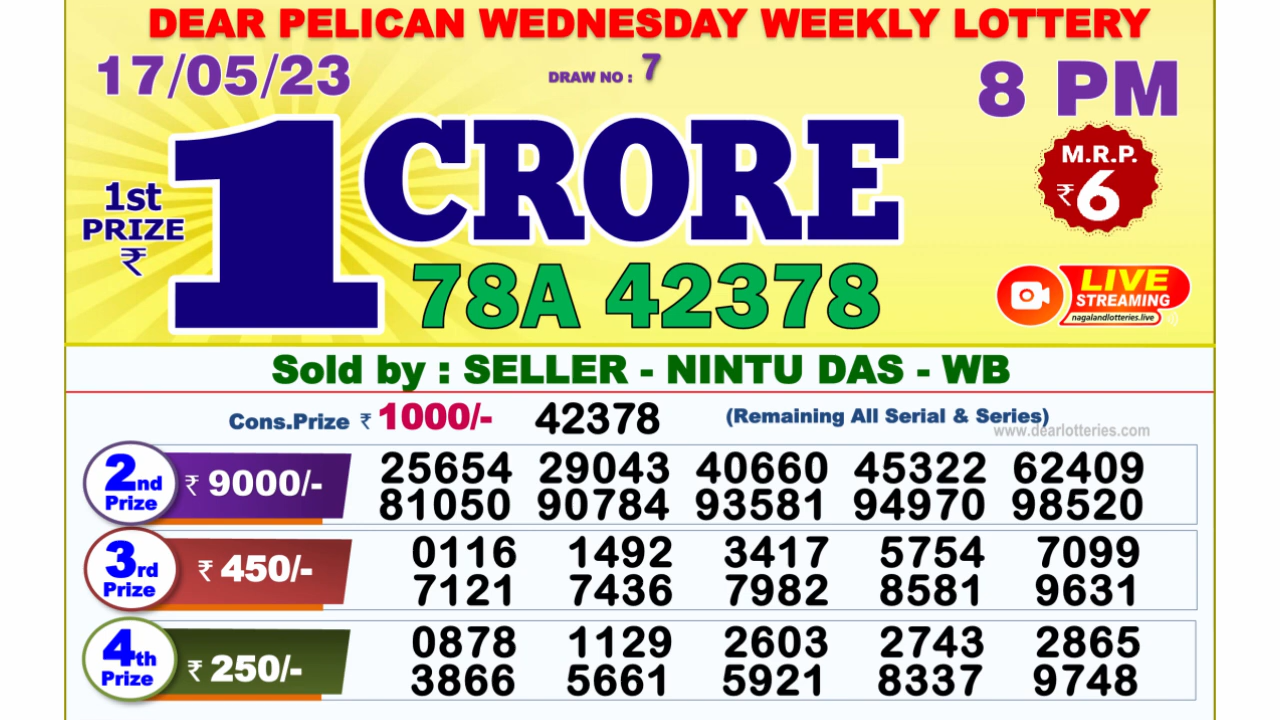 DEAR PELICAN WEDNESDAY WEEKLY LOTTERY
17/05/23
DRAW NO : 7
8 PM
1st
PRIZE
₹
1 CRORE
78A 42378
M.R.P.
₹ 6
LIVE
STREAMING
nagalandlotteries.live
Sold by : SELLER - NINTU DAS - WB
Cons.Prize ₹ 1000/- 42378 (Remaining All Serial & Series)
www.dearlotteries.com
2nd
Prize
₹ 9000/-
25654 29043 40660 45322 62409
81050 90784 93581 94970 98520
3rd
Prize
₹ 450/-
0116 1492 3417 5754 7099
7121 7436 7982 8581 9631
4th
Prize
₹ 250/-
0878 1129 2603 2743 2865
3866 5661 5921 8337 9748